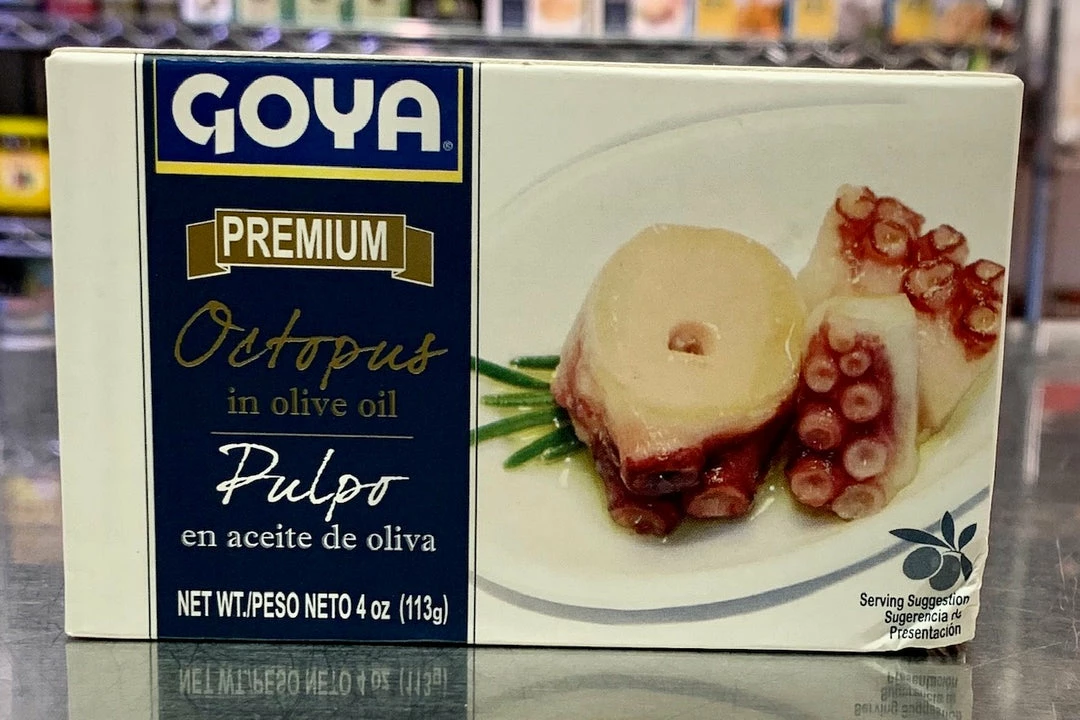 GOYA®
PREMIUM
Octopus
in olive oil
Pulpo
en aceite de oliva
NET WT./PESO NETO 4 oz (113g)
Serving Suggestion
Sugerencia de
Presentación